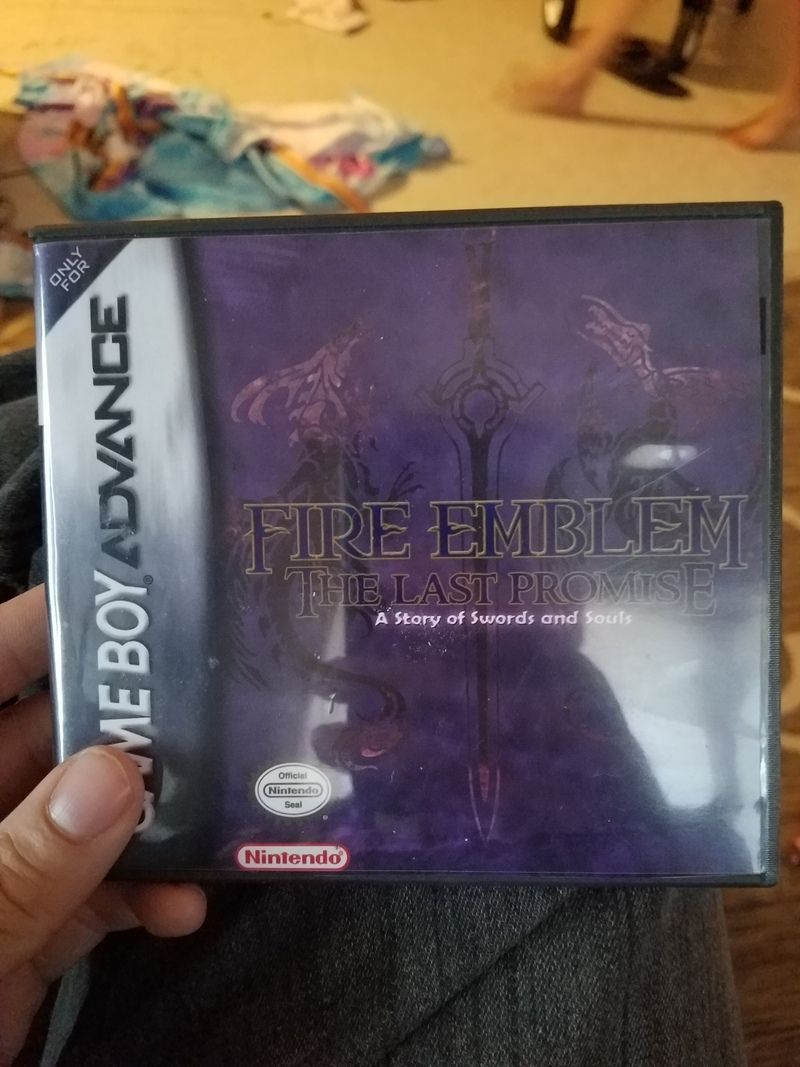 ONLY
FOR
GAME BOY ADVANCE
FIRE EMBLEM
THE LAST PROMISE
A Story of Swords and Souls
Official
Nintendo
Seal
Nintendo